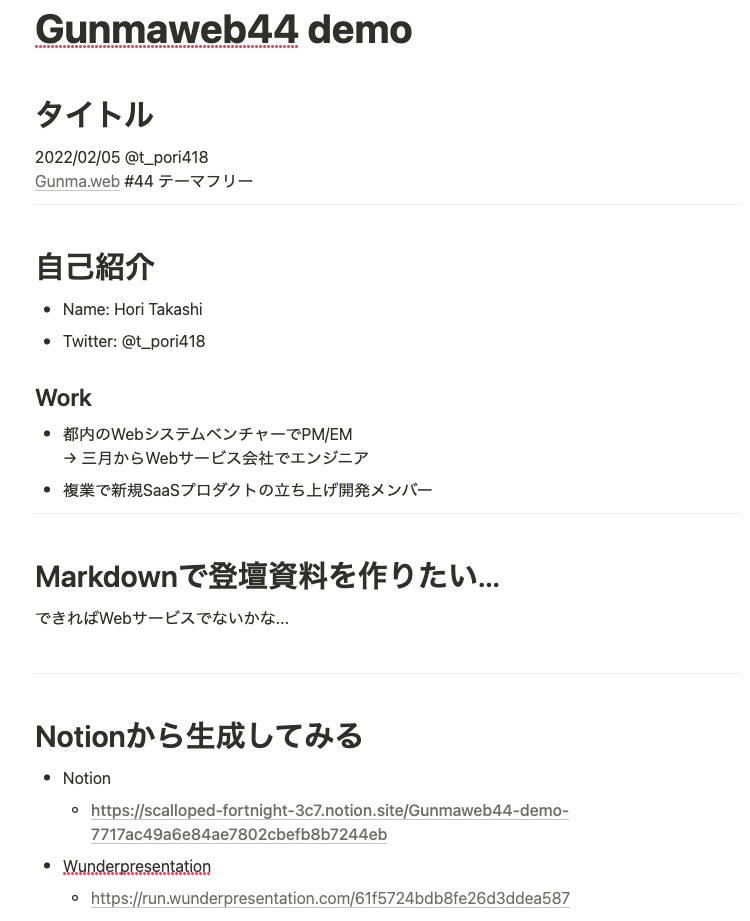 Gunmaweb44 demo
タイトル
2022/02/05 @t_pori418
Gunma.web #44 テーマフリー
自己紹介
Name: Hori Takashi
Twitter: @t_pori418
Work
都内のWebシステムベンチャーでPM/EM
→ 三月からWebサービス会社でエンジニア
複業で新規SaaSプロダクトの立ち上げ開発メンバー
Markdownで登壇資料を作りたい...
できればWebサービスでないかな...
Notionから生成してみる
Notion
https://scalloped-fortnight-3c7.notion.site/Gunmaweb44-demo-
7717ac49a6e84ae7802cbefb8b7244eb
Wunderpresentation
https://run.wunderpresentation.com/61f5724bdb8fe26d3ddea587